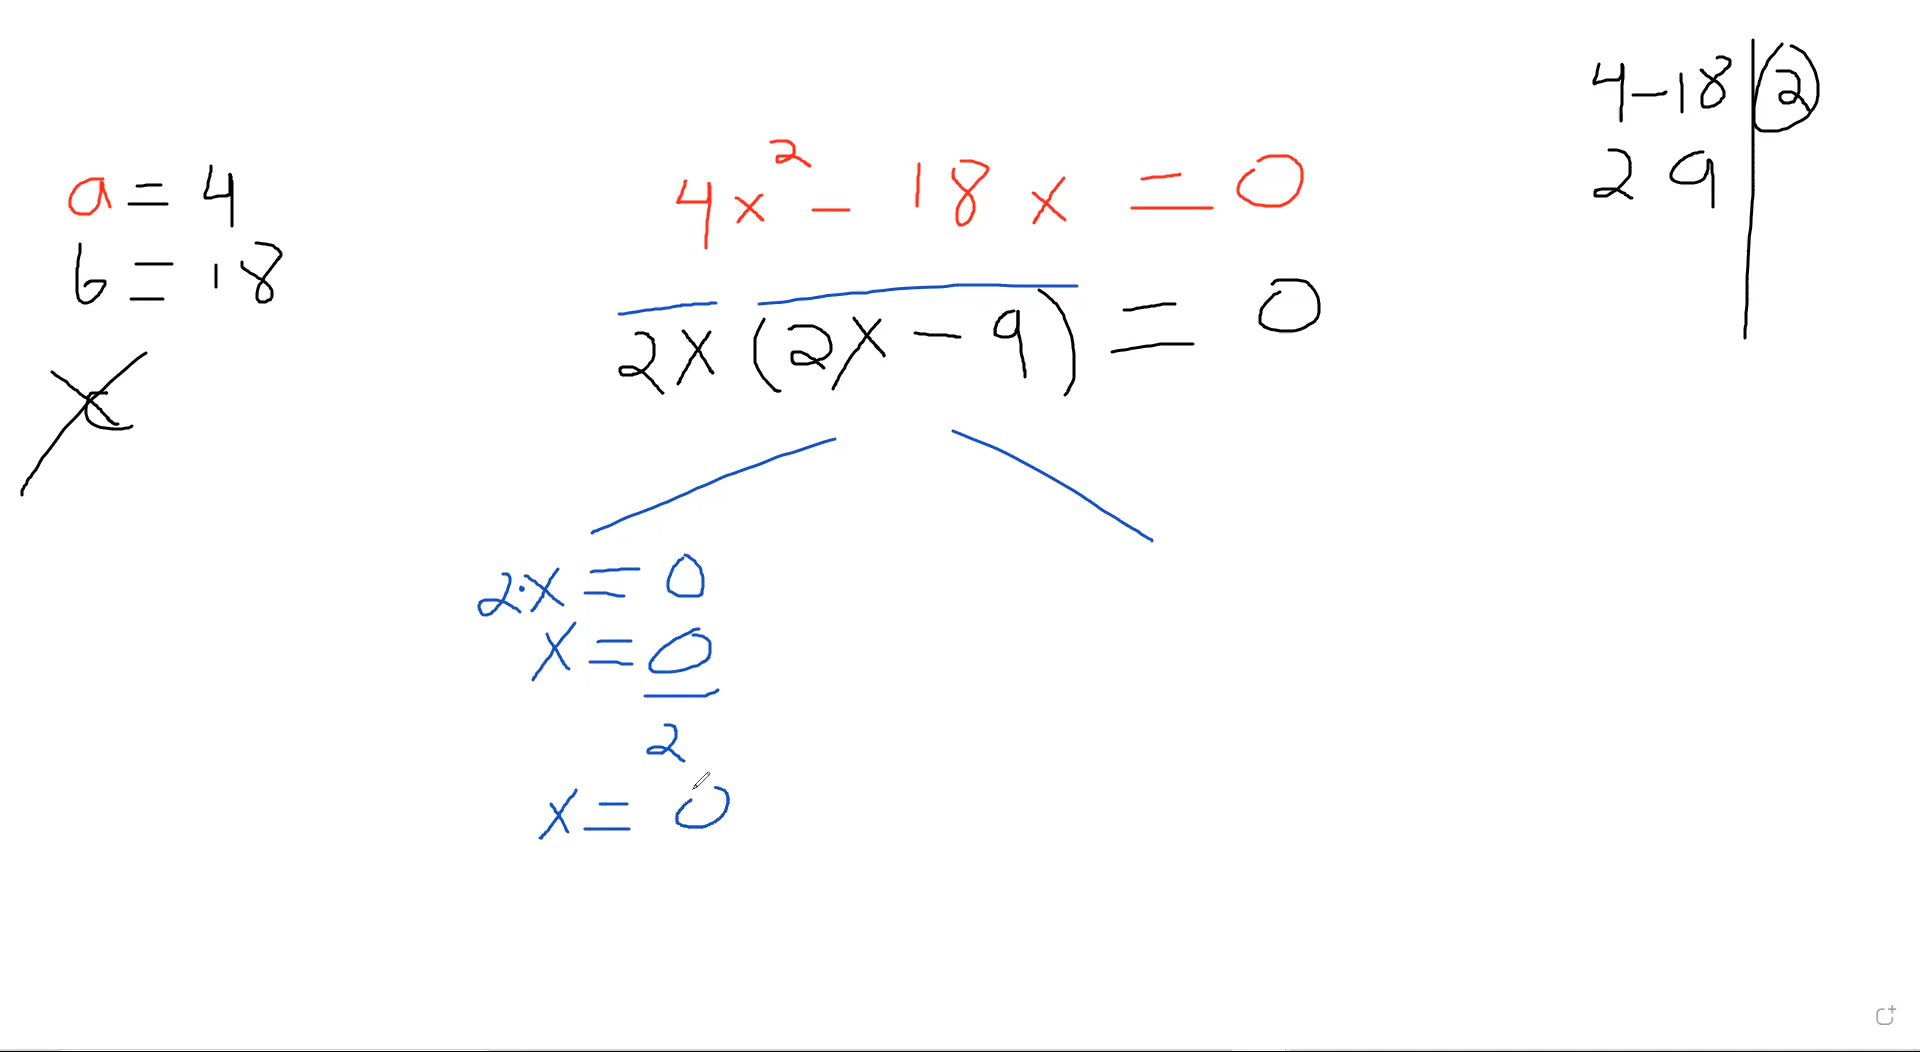 4x² - 18x = 0
a = 4
b = 18
c
2x (2x - 9) = 0
4 - 18 | 2
2 9
2·x = 0
x = 0
2
x = 0